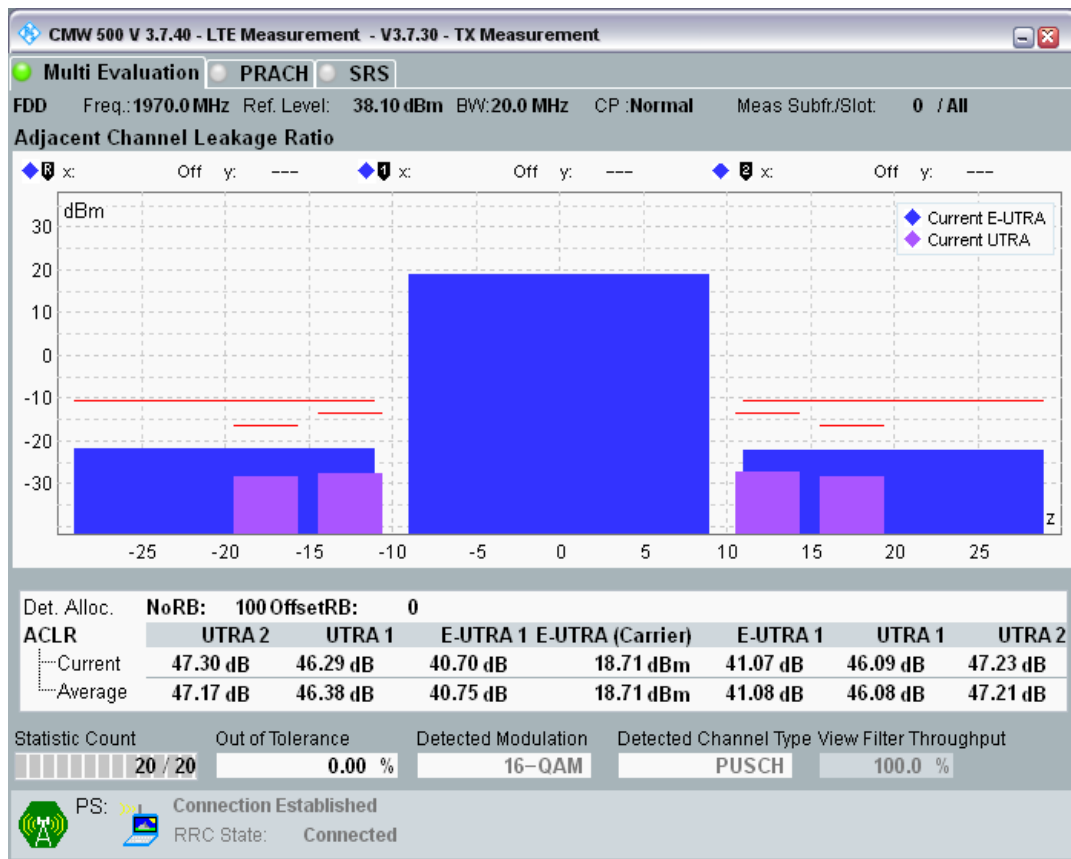 CMW 500 V 3.7.40 - LTE Measurement - V3.7.30 - TX Measurement
Multi Evaluation PRACH SRS
FDD Freq.:1970.0 MHz Ref. Level: 38.10 dBm BW:20.0 MHz CP :Normal Meas Subfr./Slot: 0 / All
Adjacent Channel Leakage Ratio
R x: Off y: --- 1 x: Off y: --- 2 x: Off y: ---
dBm
Current E-UTRA
Current UTRA
30
20
10
0
-10
-20
-30
z
-25 -20 -15 -10 -5 0 5 10 15 20 25
Det. Alloc. NoRB: 100 OffsetRB: 0
ACLR UTRA 2 UTRA 1 E-UTRA 1 E-UTRA (Carrier) E-UTRA 1 UTRA 1 UTRA 2
Current 47.30 dB 46.29 dB 40.70 dB 18.71 dBm 41.07 dB 46.09 dB 47.23 dB
Average 47.17 dB 46.38 dB 40.75 dB 18.71 dBm 41.08 dB 46.08 dB 47.21 dB
Statistic Count Out of Tolerance Detected Modulation Detected Channel Type View Filter Throughput
20 / 20 0.00 % 16-QAM PUSCH 100.0 %
PS: Connection Established
RRC State: Connected